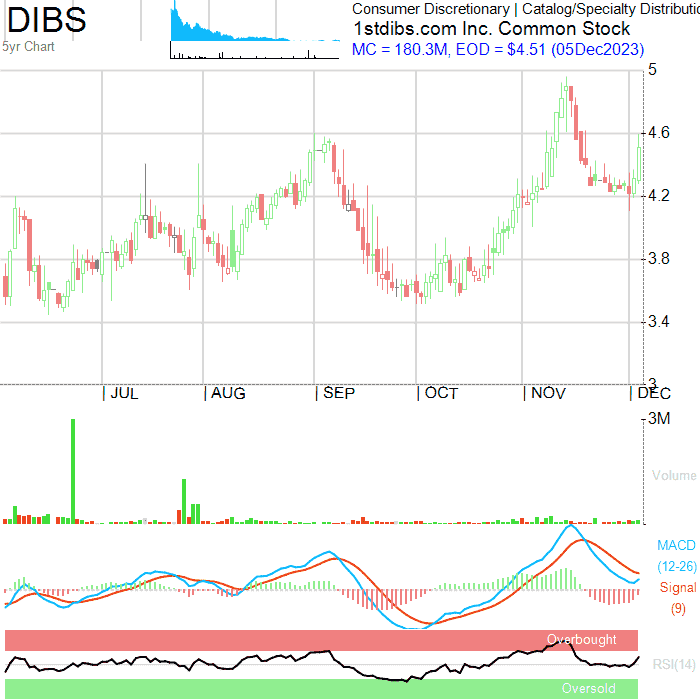 DIBS
5yr Chart
Consumer Discretionary | Catalog/Specialty Distributio
1stdibs.com Inc. Common Stock
MC = 180.3M, EOD = $4.51 (05Dec2023)
5
4.6
4.2
3.8
3.4
3
| JUL | AUG | SEP | OCT | NOV | DEC
3M
Volume
MACD
(12-26)
Signal
(9)
Overbought
RSI(14)
Oversold